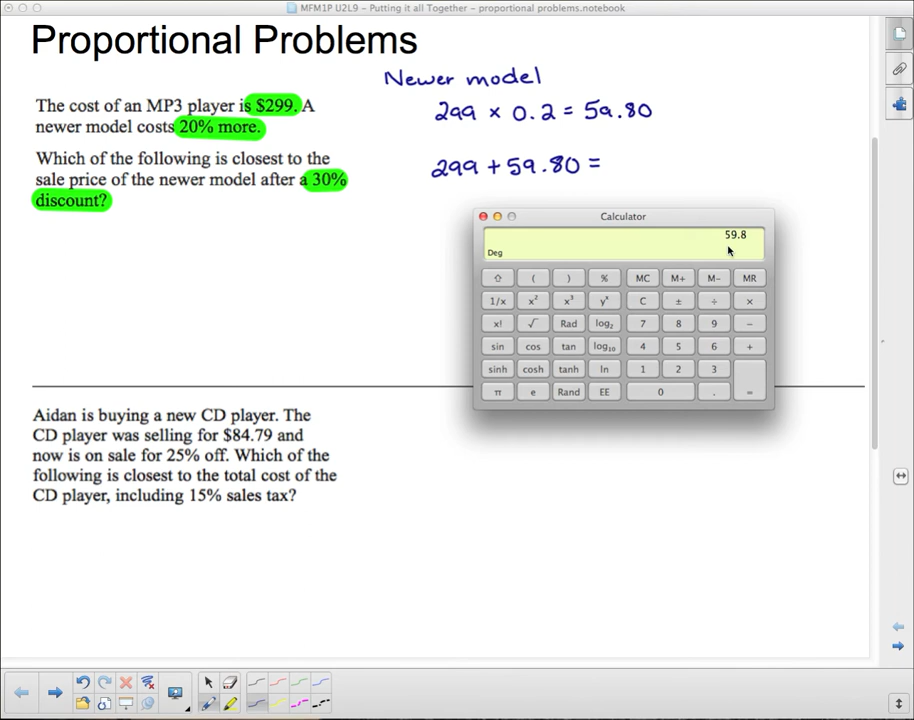 MFM1P U2L9 – Putting it all Together – proportional problems.notebook
Proportional Problems
Newer model
The cost of an MP3 player is $299. A
newer model costs 20% more.
299 × 0.2 = 59.80
Which of the following is closest to the
sale price of the newer model after a 30%
discount?
299 + 59.80 =
Calculator
59.8
Deg
( ) % MC M+ M- MR
1/x x² x³ yˣ C ± ÷ ×
x! √ Rad log₂ 7 8 9 −
sin cos tan log₁₀ 4 5 6 +
sinh cosh tanh ln 1 2 3
π e Rand EE 0 . =
Aidan is buying a new CD player. The
CD player was selling for $84.79 and
now is on sale for 25% off. Which of the
following is closest to the total cost of the
CD player, including 15% sales tax?